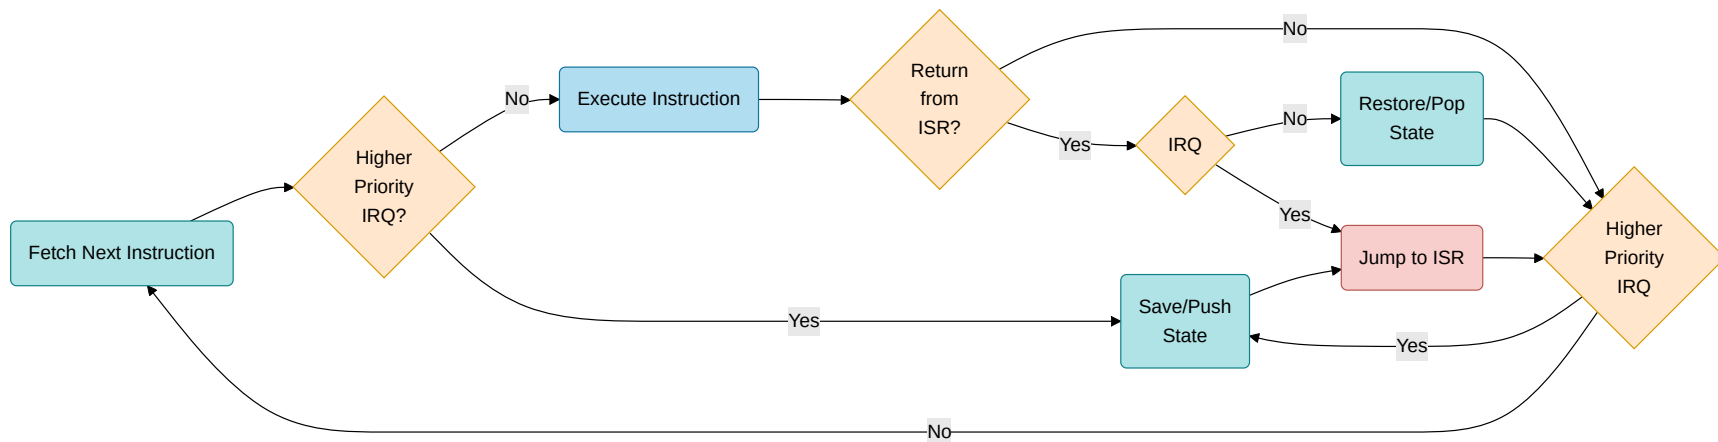 Fetch Next Instruction
Higher
Priority
IRQ?
No
Yes
Execute Instruction
Return
from
ISR?
No
Yes
IRQ
No
Yes
Restore/Pop
State
Jump to ISR
Save/Push
State
Higher
Priority
IRQ
Yes
No